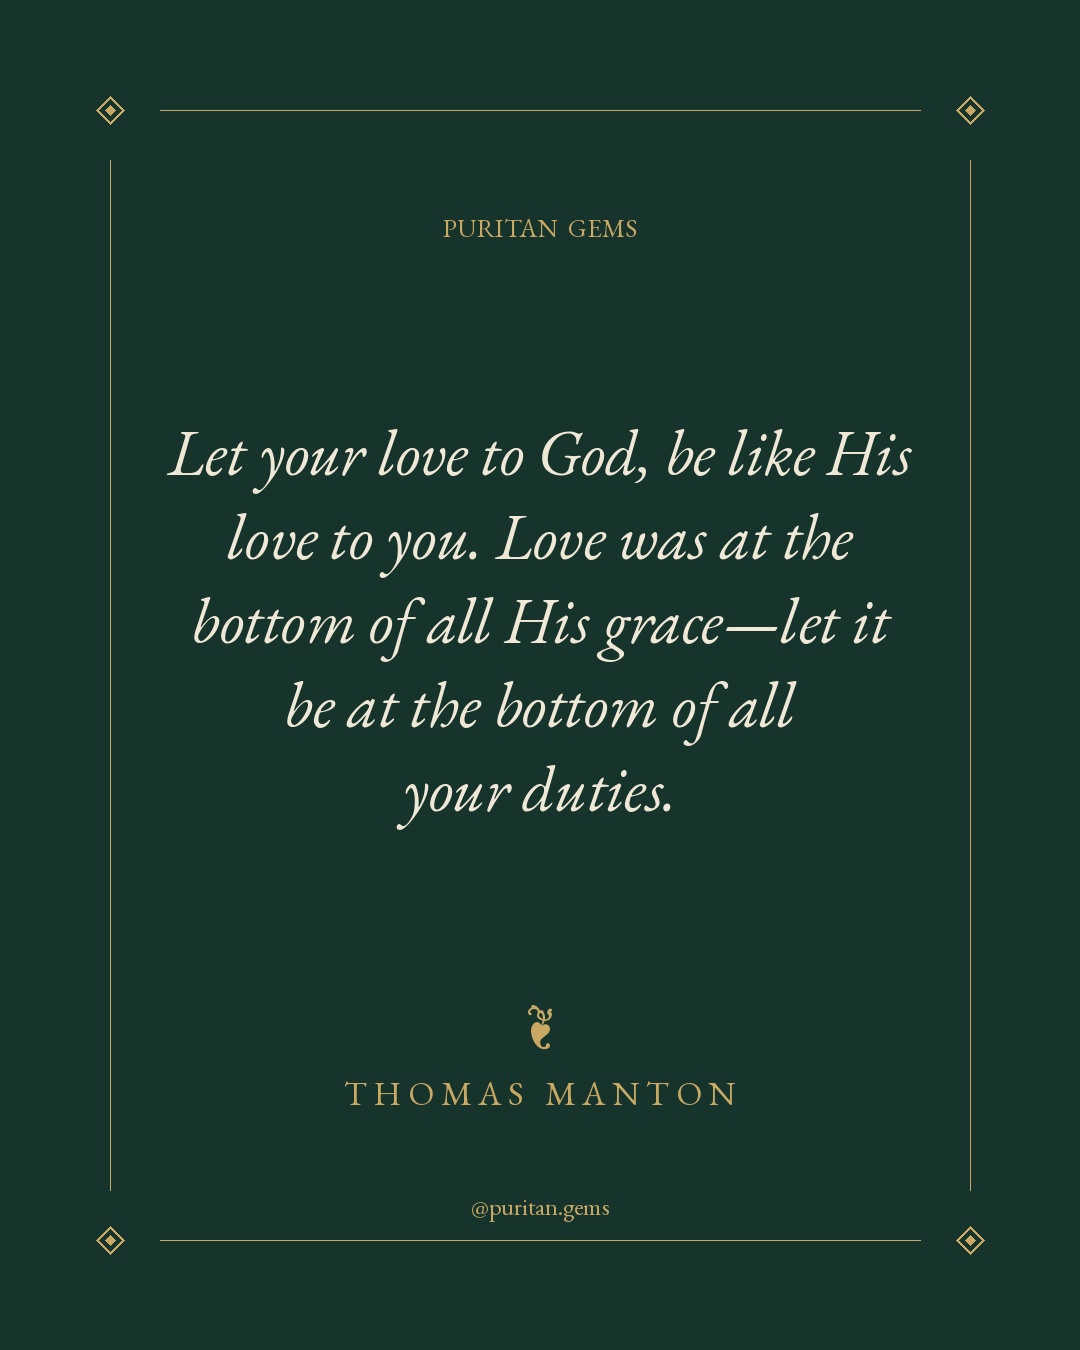 PURITAN GEMS
Let your love to God, be like His
love to you. Love was at the
bottom of all His grace—let it
be at the bottom of all
your duties.
❦
THOMAS MANTON
@puritan.gems